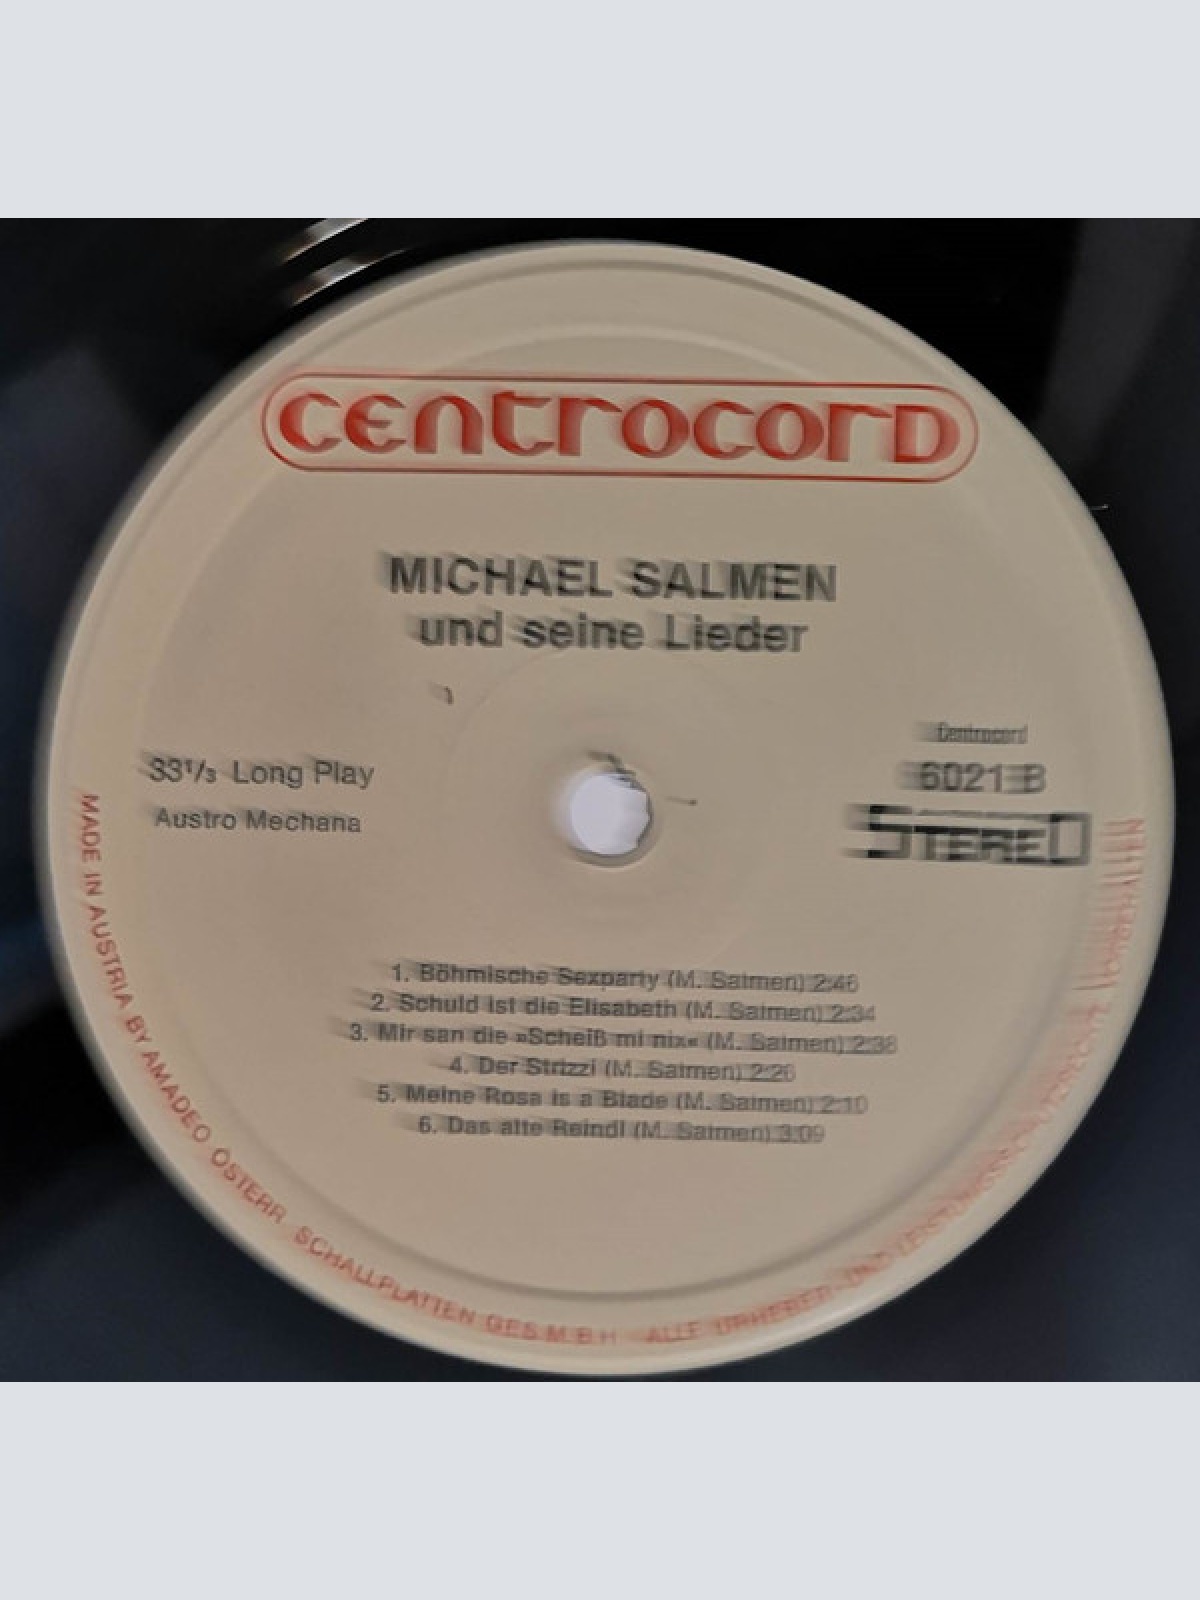 centrocord
MICHAEL SALMEN
und seine Lieder
33⅓ Long Play
Austro Mechana
Centrocord
6021 B
STEREO
1. Böhmische Sexparty (M. Salmen) 2:46
2. Schuld ist die Elisabeth (M. Salmen) 2:34
3. Mir san die »Scheiß mi nix« (M. Salmen) 2:38
4. Der Strizzi (M. Salmen) 2:26
5. Meine Rosa is a Blade (M. Salmen) 2:10
6. Das alte Reindl (M. Salmen) 3:09
MADE IN AUSTRIA BY AMADEO ÖSTERR. SCHALLPLATTEN GES.M.B.H. ALLE URHEBER- UND LEISTUNGSSCHUTZRECHTE